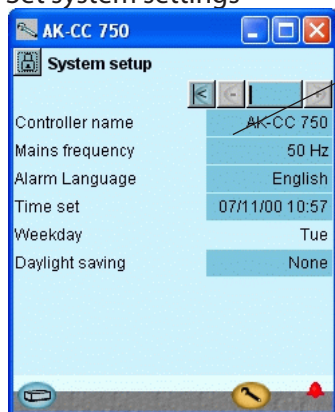 Set system settings
AK-CC 750
System setup
Controller name AK-CC 750
Mains frequency 50 Hz
Alarm Language English
Time set 07/11/00 10:57
Weekday Tue
Daylight saving None